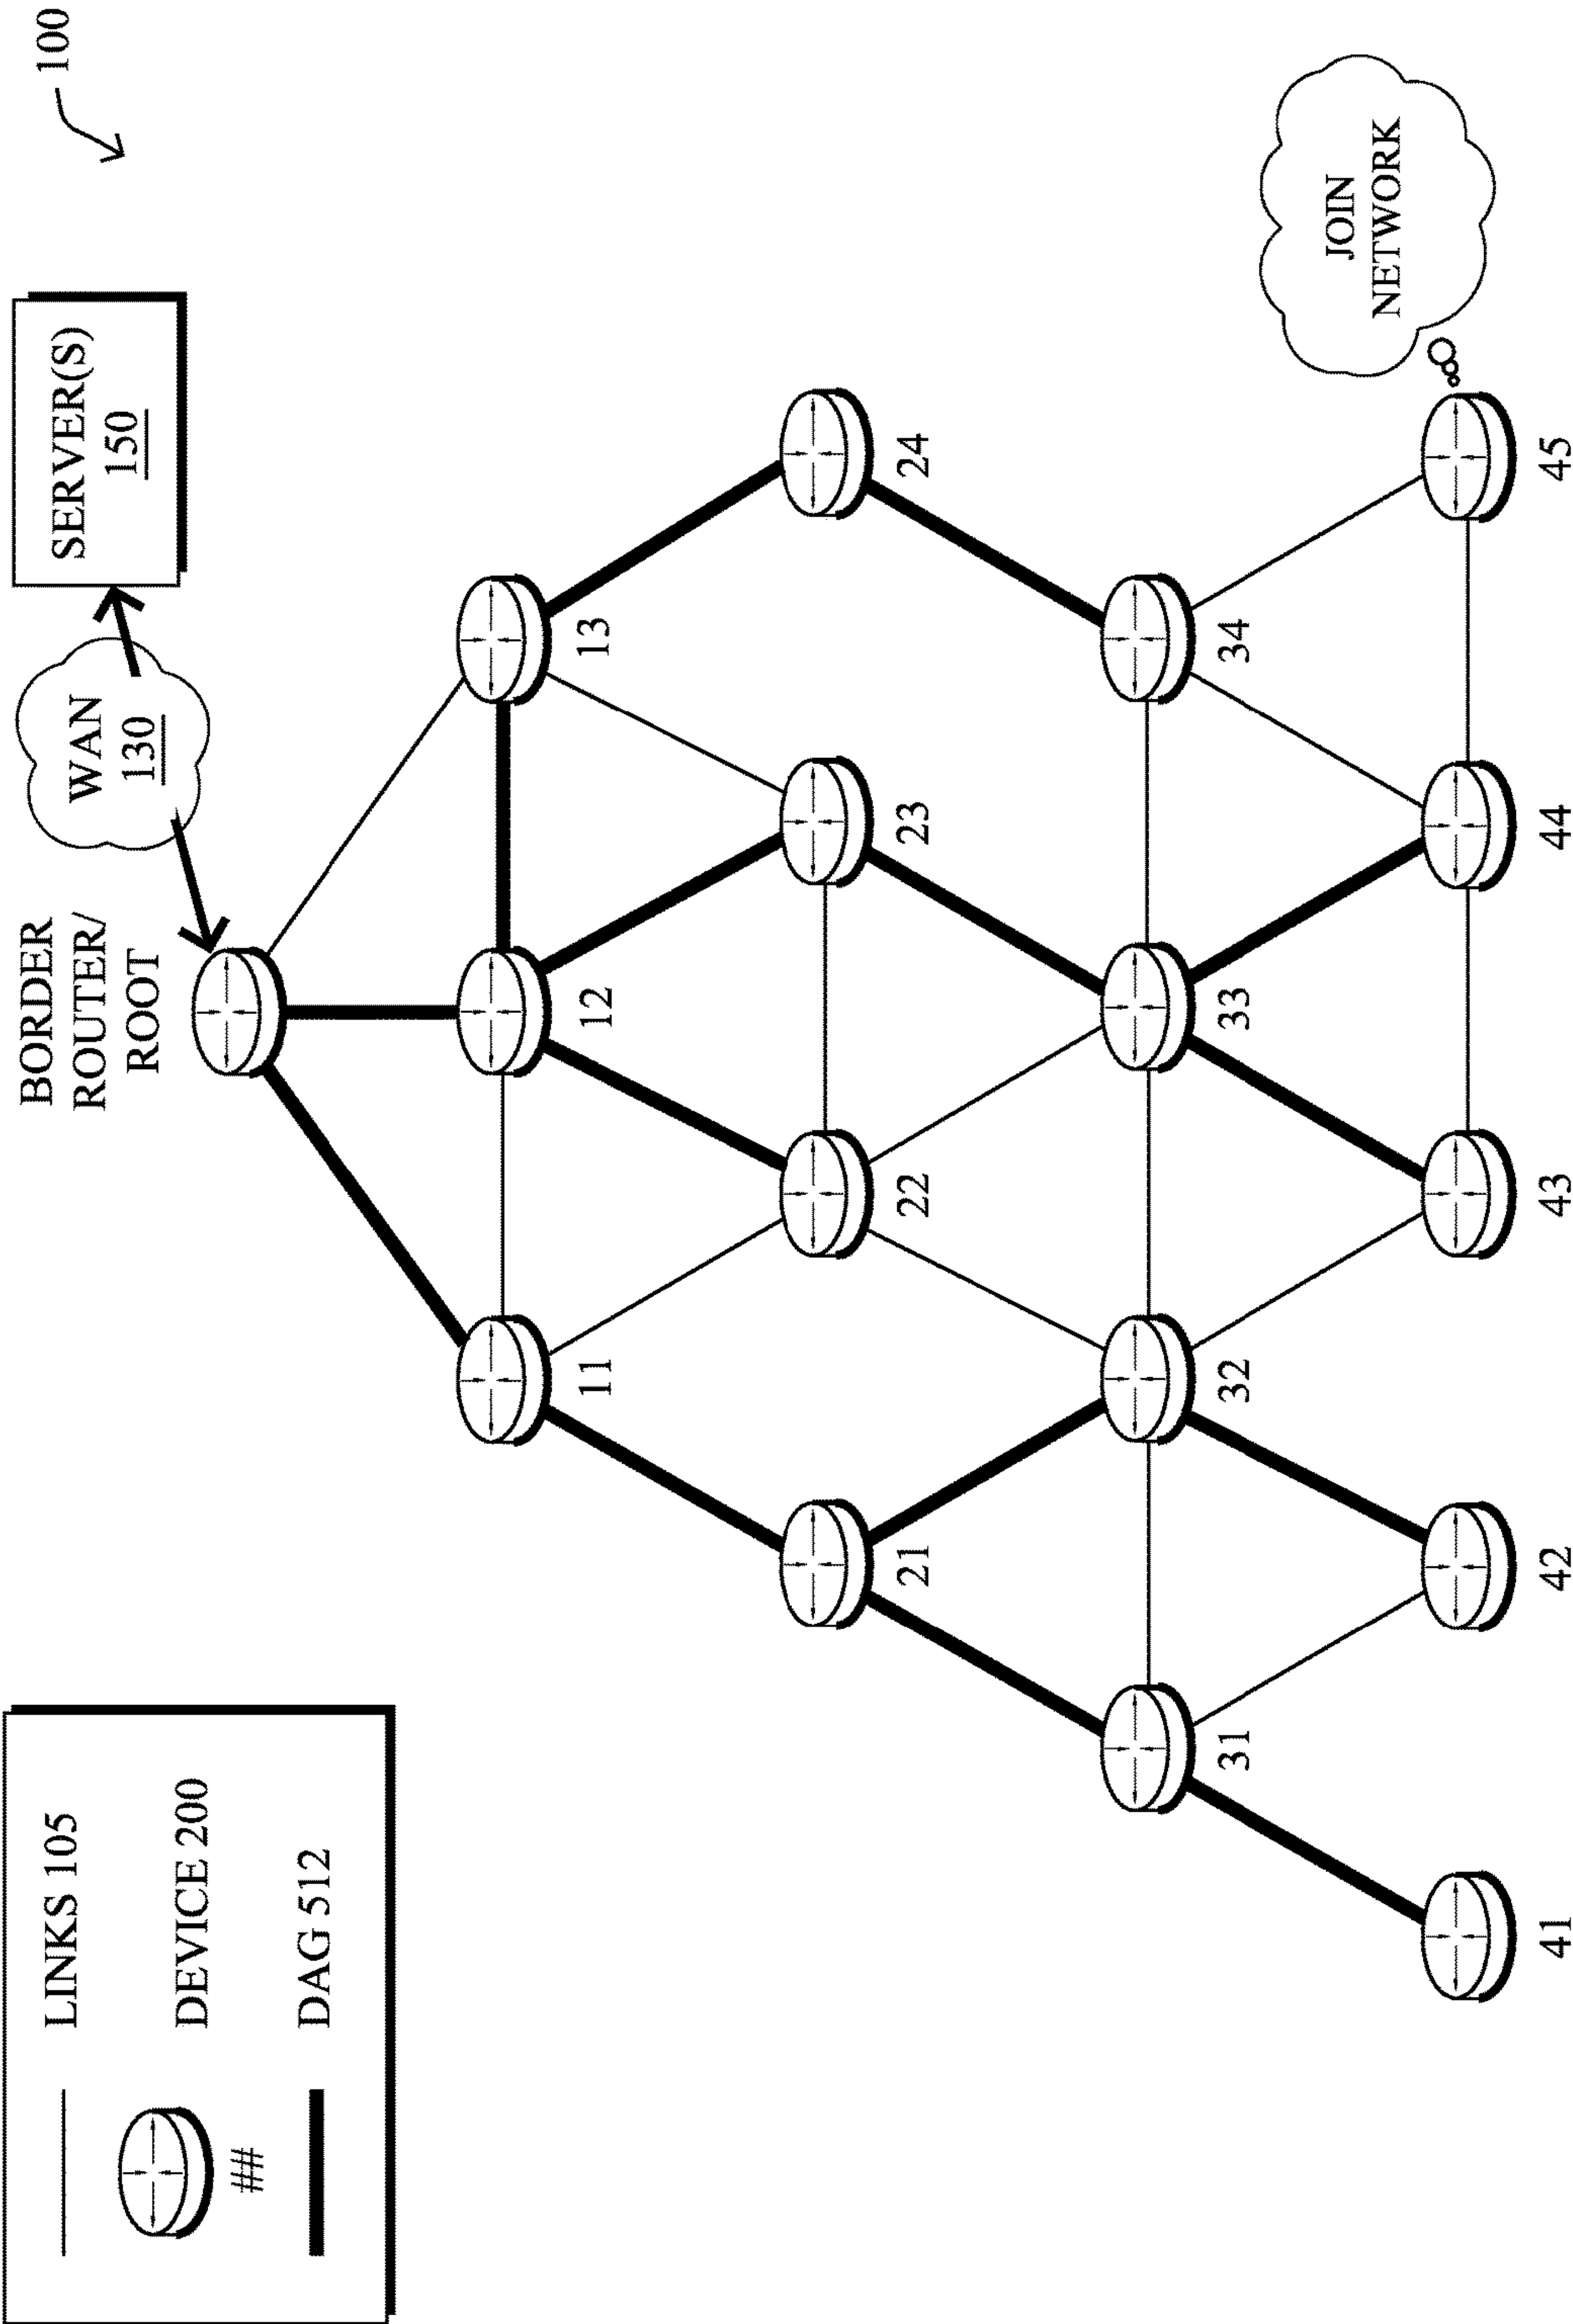 LINKS 105
DEVICE 200
##
DAG 512
BORDER
ROUTER/
ROOT
WAN
130
SERVER(S)
150
100
11
12
13
21
22
23
24
31
32
33
34
41
42
43
44
45
JOIN
NETWORK